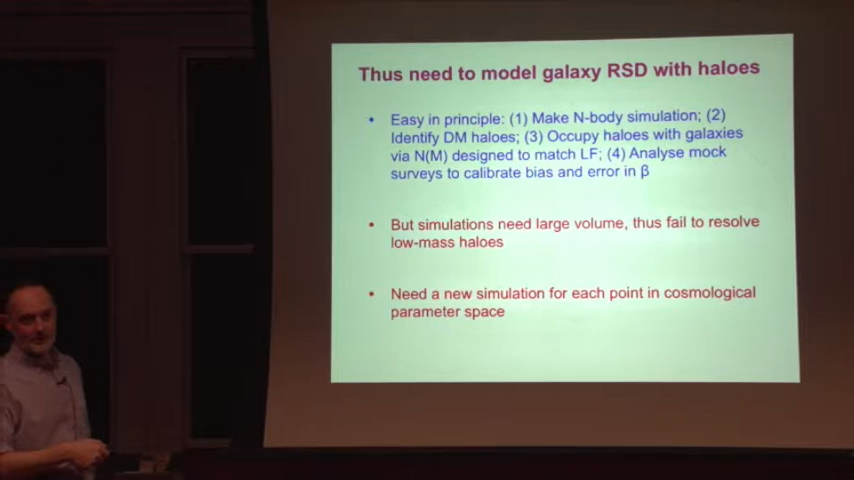 Thus need to model galaxy RSD with haloes
• Easy in principle: (1) Make N-body simulation; (2)
Identify DM haloes; (3) Occupy haloes with galaxies
via N(M) designed to match LF; (4) Analyse mock
surveys to calibrate bias and error in β
• But simulations need large volume, thus fail to resolve
low-mass haloes
• Need a new simulation for each point in cosmological
parameter space